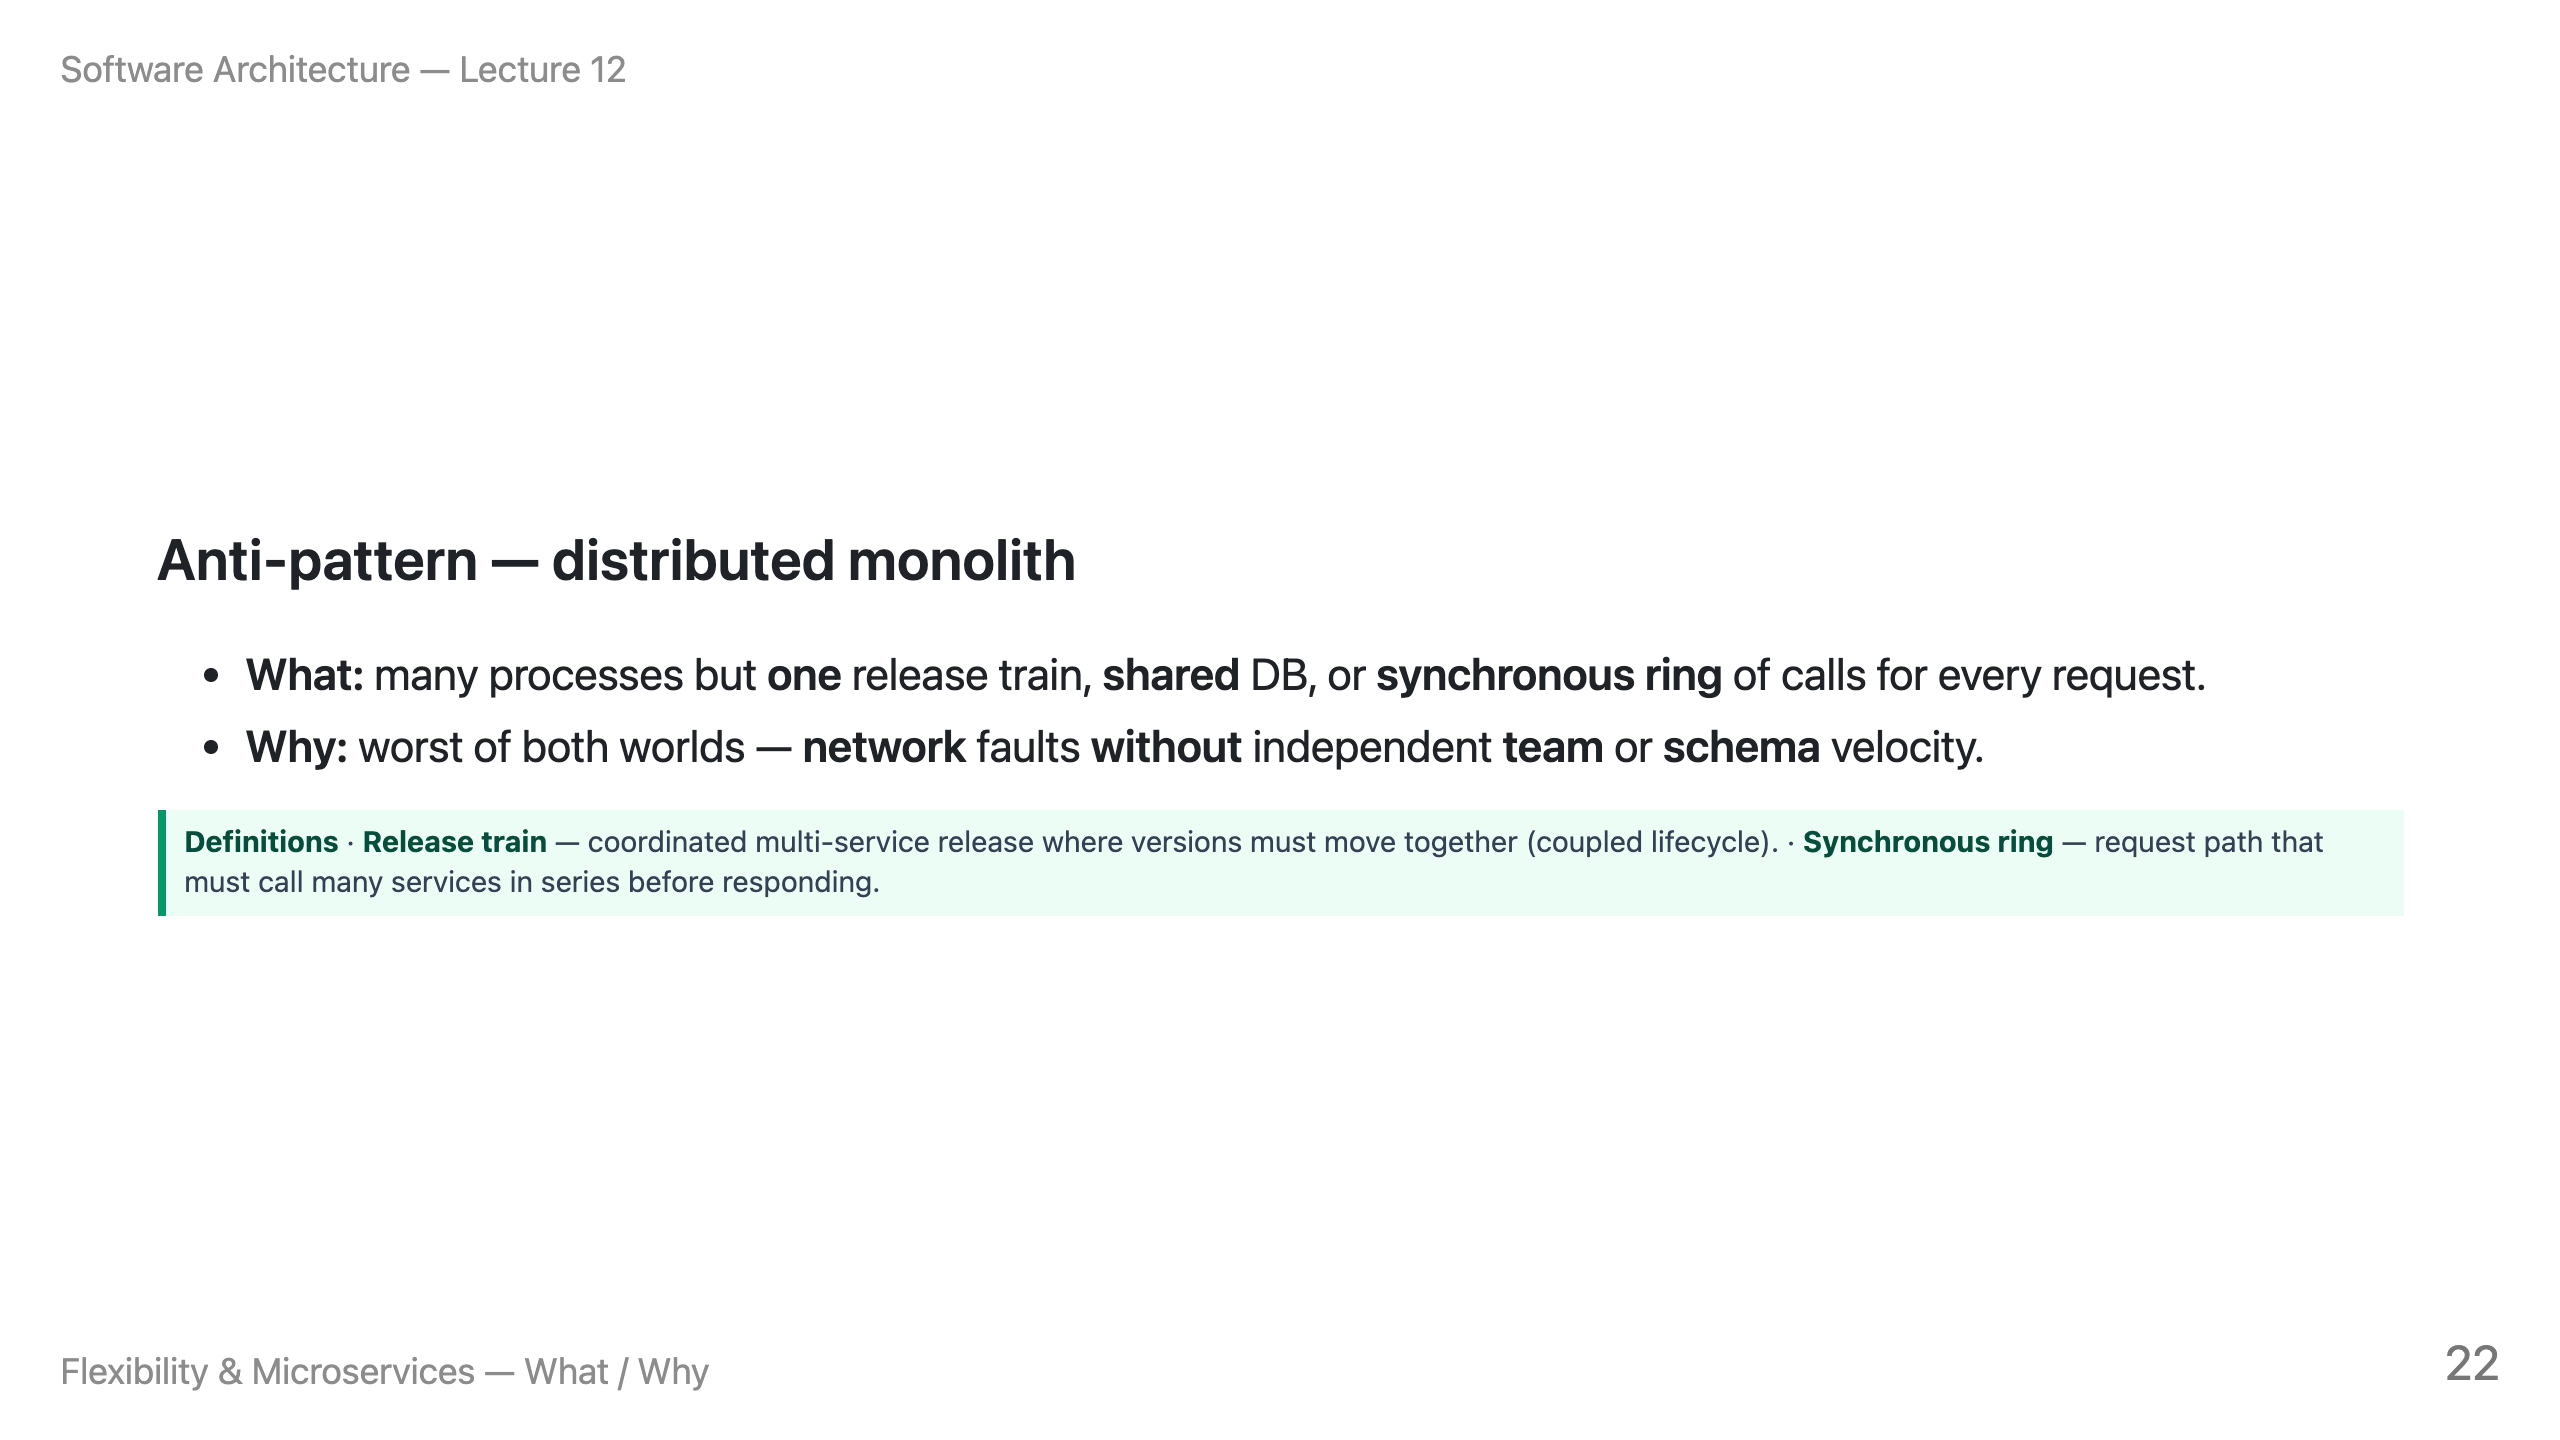 Software Architecture — Lecture 12
Anti-pattern — distributed monolith
• What: many processes but one release train, shared DB, or synchronous ring of calls for every request.
• Why: worst of both worlds — network faults without independent team or schema velocity.
Definitions · Release train — coordinated multi-service release where versions must move together (coupled lifecycle). · Synchronous ring — request path that
must call many services in series before responding.
Flexibility & Microservices — What / Why
22